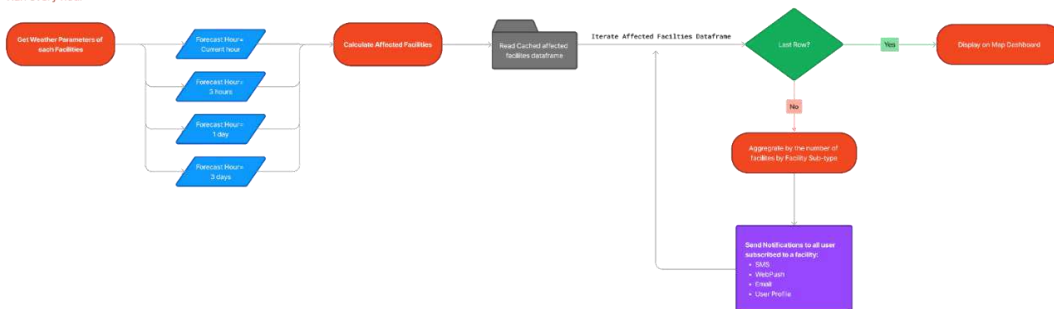 Get Weather Parameters of
each Facilities
Forecast Hour=
Current hour
Forecast Hour=
3 hours
Forecast Hour=
1 day
Forecast Hour=
3 days
Calculate Affected Facilities
Read Cached affected
facilites dataframe
Iterate Affected Facilties Dataframe
Last Row?
Yes
Display on Map Dashboard
No
Aggregrate by the number of
facilites by Facility Sub-type
Send Notifications to all user
subscribed to a facility:
• SMS
• WebPush
• Email
• User Profile